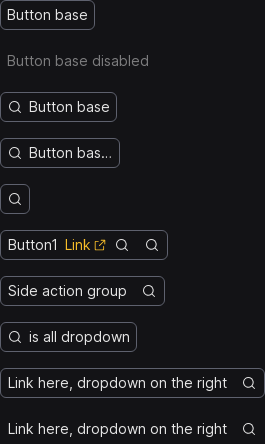 Button base
Button base disabled
Button base
Button bas...
Button1 Link
Side action group
is all dropdown
Link here, dropdown on the right
Link here, dropdown on the right